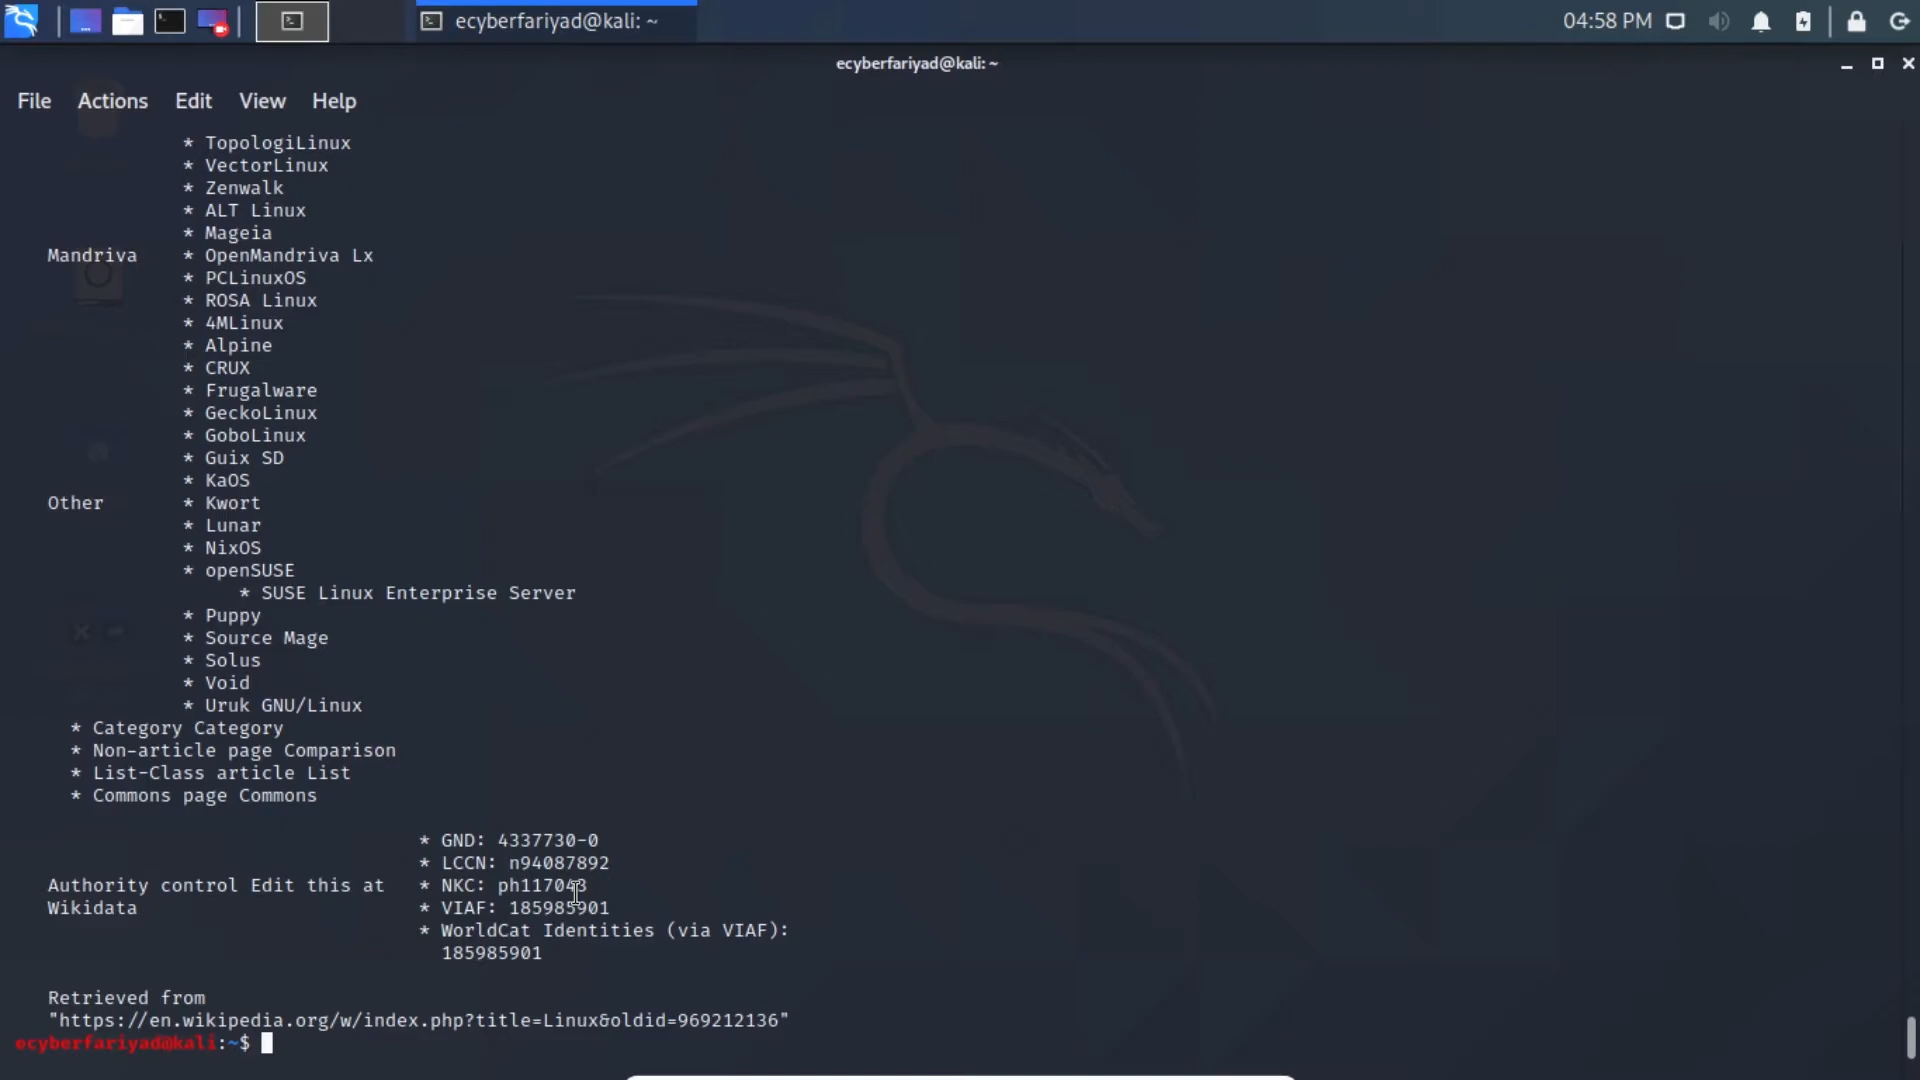 ecyberfariyad@kali: ~
04:58 PM
ecyberfariyad@kali: ~
File Actions Edit View Help
* TopologiLinux
* VectorLinux
* Zenwalk
* ALT Linux
* Mageia
Mandriva * OpenMandriva Lx
* PCLinuxOS
* ROSA Linux
* 4MLinux
* Alpine
* CRUX
* Frugalware
* GeckoLinux
* GoboLinux
* Guix SD
* KaOS
Other * Kwort
* Lunar
* NixOS
* openSUSE
* SUSE Linux Enterprise Server
* Puppy
* Source Mage
* Solus
* Void
* Uruk GNU/Linux
* Category Category
* Non-article page Comparison
* List-Class article List
* Commons page Commons
* GND: 4337730-0
* LCCN: n94087892
Authority control Edit this at * NKC: ph117043
Wikidata * VIAF: 185985901
* WorldCat Identities (via VIAF):
185985901
Retrieved from
"https://en.wikipedia.org/w/index.php?title=Linux&oldid=969212136"
ecyberfariyad@kali:~$